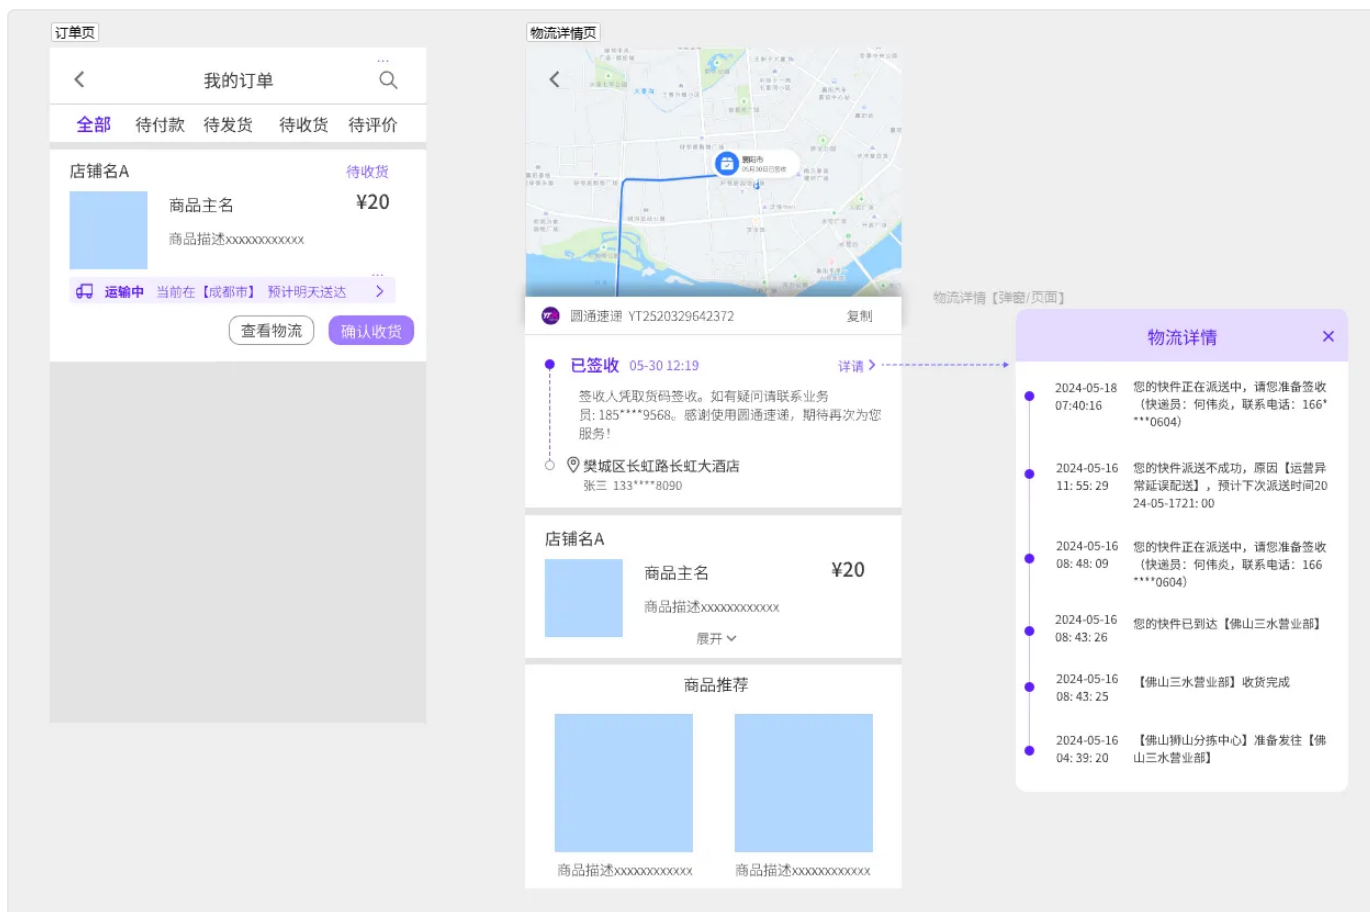 订单页
我的订单
全部 待付款 待发货 待收货 待评价
店铺名A 待收货
商品主名 ¥20
商品描述xxxxxxxxxxxx
运输中 当前在【成都市】 预计明天送达
查看物流 确认收货
物流详情页
襄阳市
05月30日已签收
圆通速递 YT2520329642372 复制
已签收 05-30 12:19 详请
签收人凭取货码签收。如有疑问请联系业务
员: 185****9568。感谢使用圆通速递，期待再次为您
服务！
樊城区长虹路长虹大酒店
张三 133****8090
店铺名A
商品主名 ¥20
商品描述xxxxxxxxxxxx
展开
商品推荐
商品描述xxxxxxxxxxxx 商品描述xxxxxxxxxxxx
物流详情【弹窗/页面】
物流详情
2024-05-18 您的快件正在派送中，请您准备签收
07:40:16 （快递员：何伟炎，联系电话：166*
***0604）
2024-05-16 您的快件派送不成功，原因【运营异
11: 55: 29 常延误配送】，预计下次派送时间20
24-05-1721: 00
2024-05-16 您的快件正在派送中，请您准备签收
08: 48: 09 （快递员：何伟炎，联系电话：166
****0604）
2024-05-16 您的快件已到达【佛山三水营业部】
08: 43: 26
2024-05-16 【佛山三水营业部】收货完成
08: 43: 25
2024-05-16 【佛山狮山分拣中心】准备发往【佛
04: 39: 20 山三水营业部】